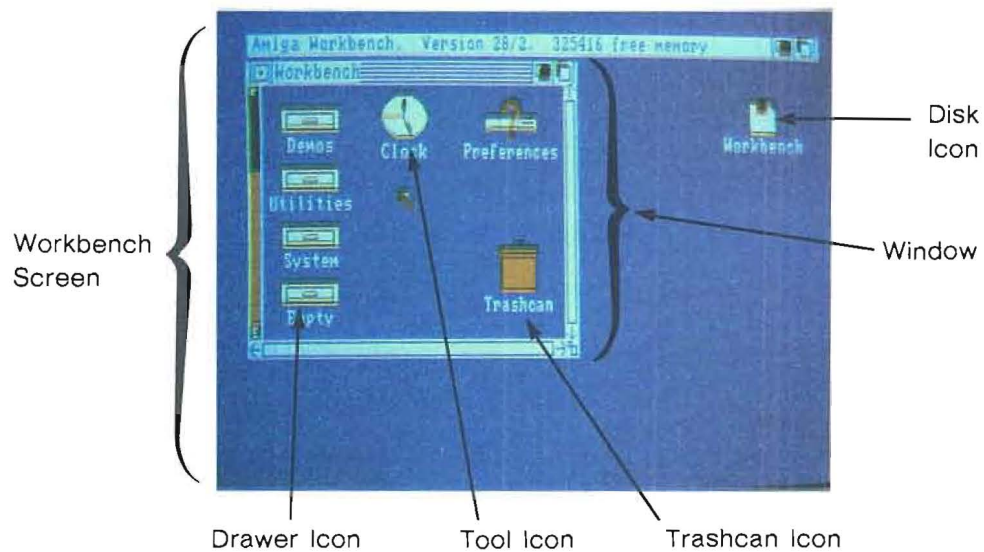 Amiga Workbench. Version 28/2. 325416 free memory
Workbench
Demos
Clock
Preferences
Workbench
Utilities
System
Empty
Trashcan
Disk
Icon
Window
Workbench
Screen
Drawer Icon
Tool Icon
Trashcan Icon